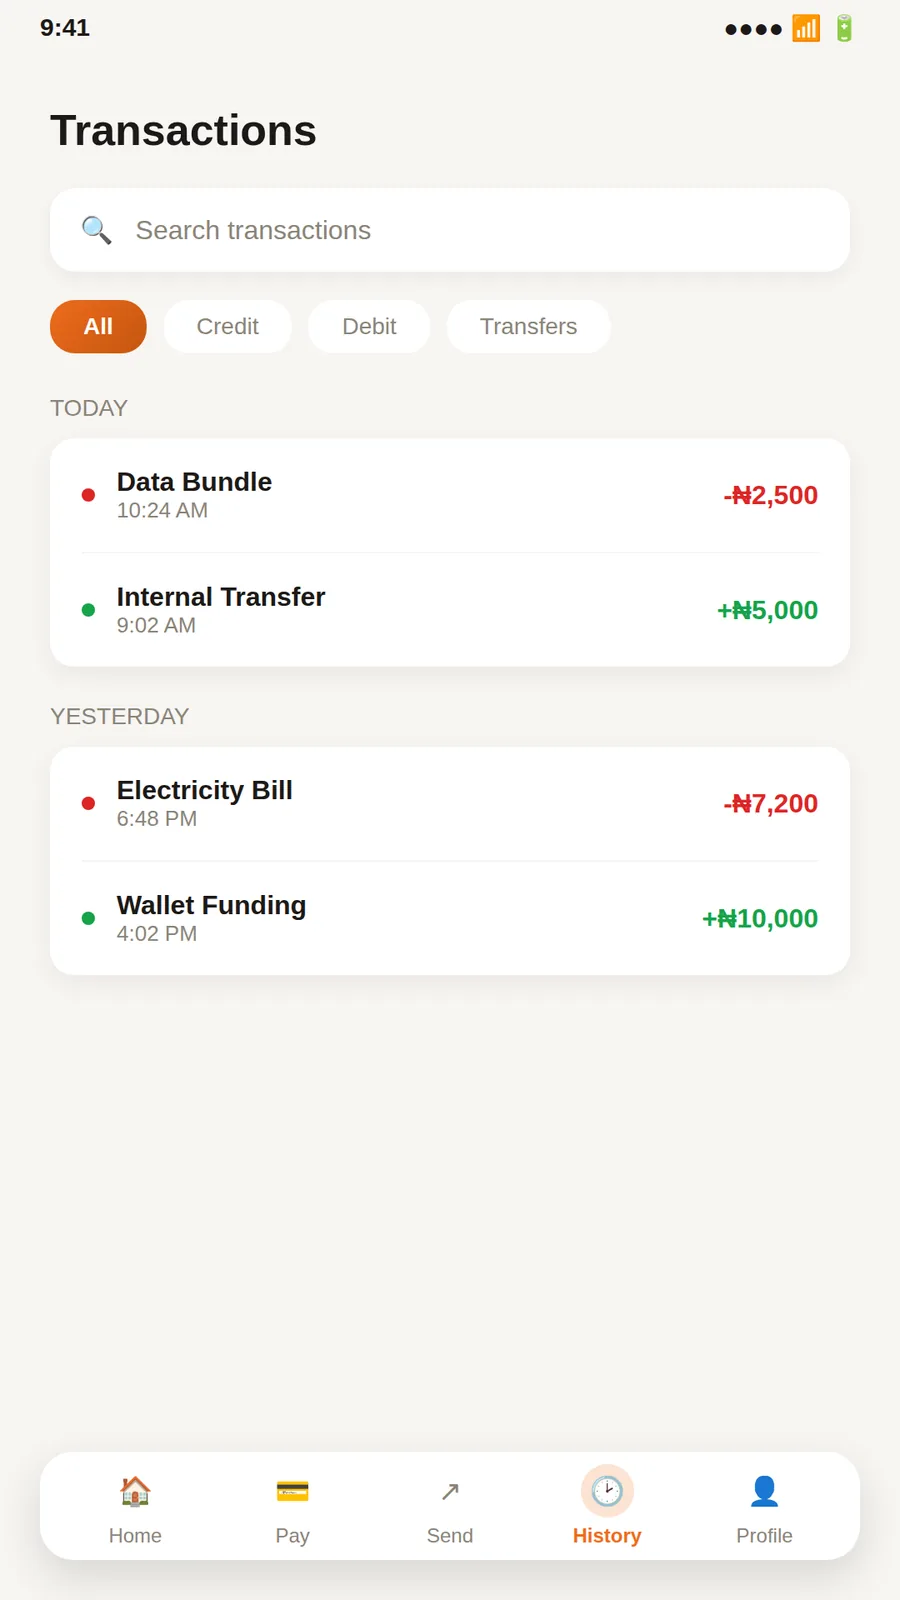 9:41
Transactions
Search transactions
All Credit Debit Transfers
TODAY
Data Bundle
10:24 AM
-₦2,500
Internal Transfer
9:02 AM
+₦5,000
YESTERDAY
Electricity Bill
6:48 PM
-₦7,200
Wallet Funding
4:02 PM
+₦10,000
Home Pay Send History Profile